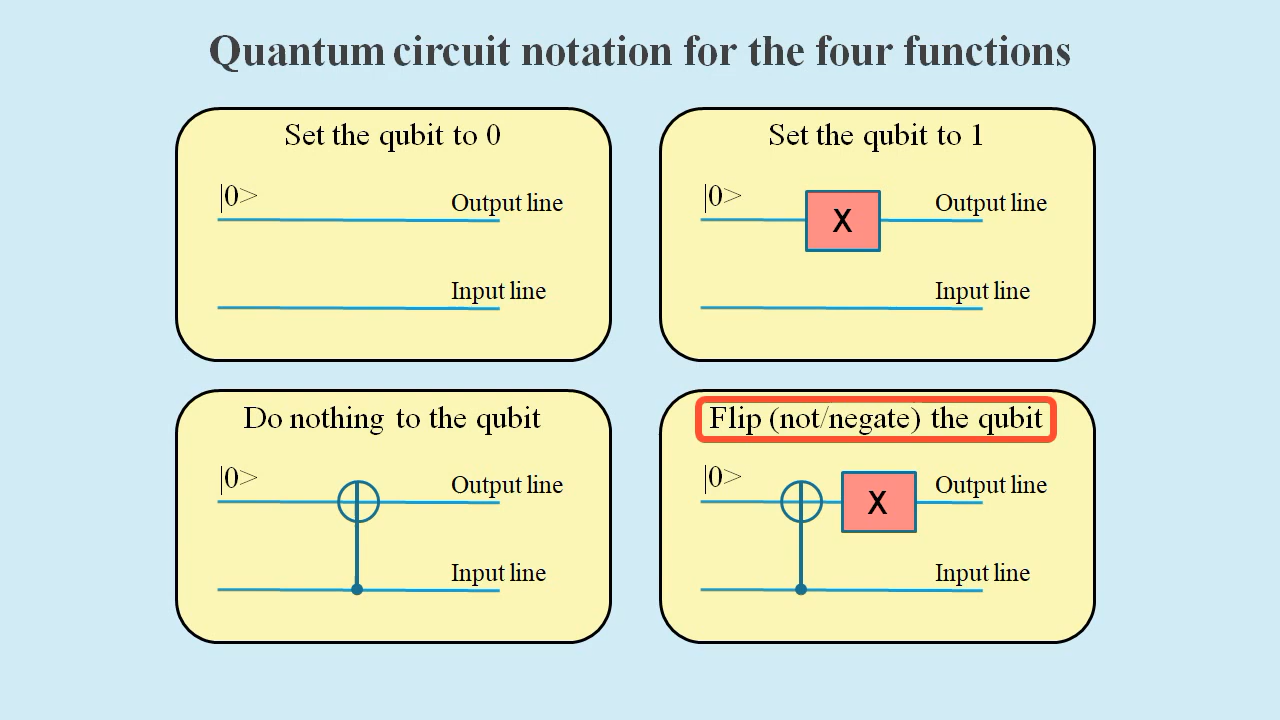 Quantum circuit notation for the four functions
Set the qubit to 0
|0>
Output line
Input line
Set the qubit to 1
|0>
X
Output line
Input line
Do nothing to the qubit
|0>
Output line
Input line
Flip (not/negate) the qubit
|0>
X
Output line
Input line